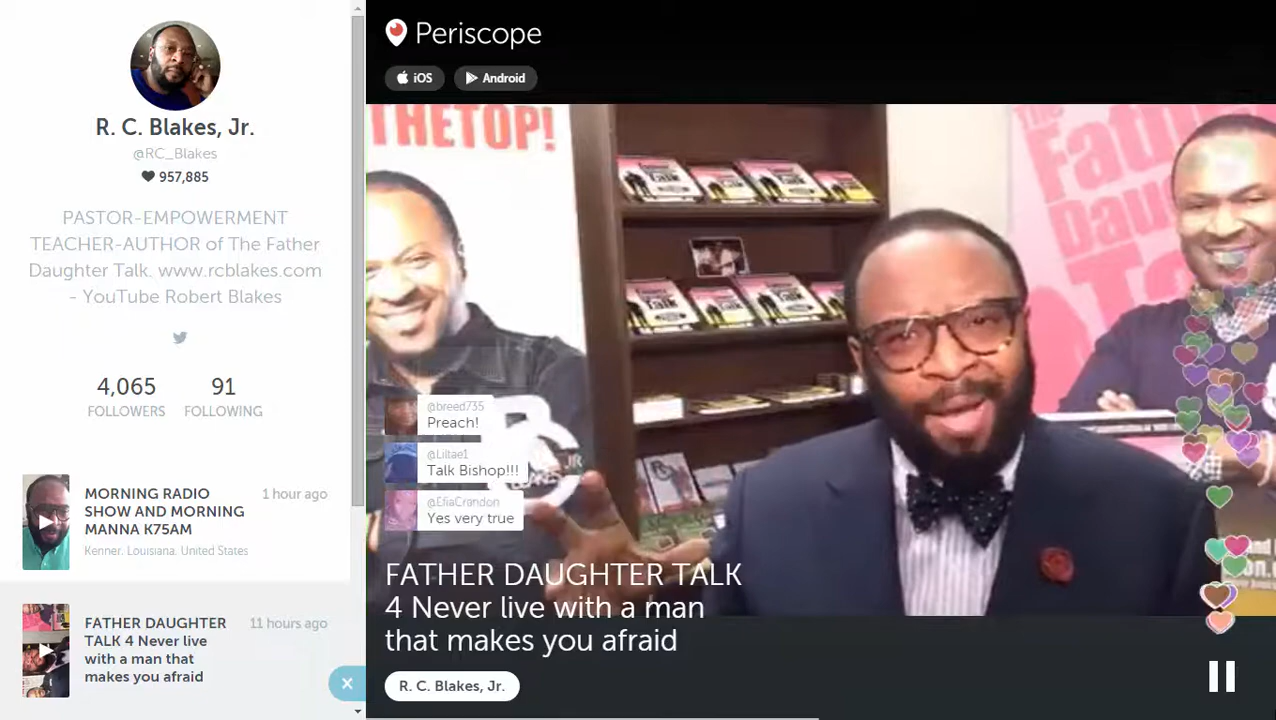 R. C. Blakes, Jr.
@RC_Blakes
957,885
PASTOR-EMPOWERMENT
TEACHER-AUTHOR of The Father
Daughter Talk. www.rcblakes.com
- YouTube Robert Blakes
4,065
91
FOLLOWERS
FOLLOWING
MORNING RADIO
SHOW AND MORNING
MANNA K75AM
1 hour ago
Kenner, Louisiana, United States
FATHER DAUGHTER
TALK 4 Never live
with a man that
makes you afraid
11 hours ago
Periscope
iOS
Android
THETOP!
The
@breed735
Preach!
@Liltae1
Talk Bishop!!!
@EfiaCrandon
Yes very true
FATHER DAUGHTER TALK
4 Never live with a man
that makes you afraid
R. C. Blakes, Jr.